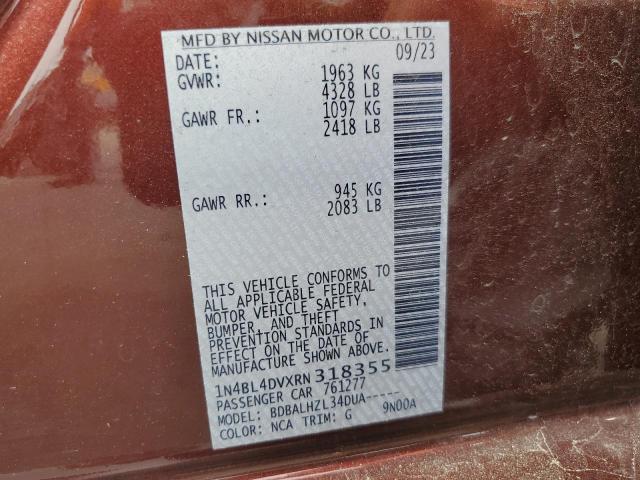 MFD BY NISSAN MOTOR CO., LTD.
DATE: 09/23
GVWR: 1963 KG
4328 LB
GAWR FR.: 1097 KG
2418 LB
GAWR RR.: 945 KG
2083 LB
THIS VEHICLE CONFORMS TO
ALL APPLICABLE FEDERAL
MOTOR VEHICLE SAFETY,
BUMPER, AND THEFT
PREVENTION STANDARDS IN
EFFECT ON THE DATE OF
MANUFACTURE SHOWN ABOVE.
1N4BL4DVXRN318355
PASSENGER CAR 761277
MODEL: BDBALHZL34DUA-----
COLOR: NCA TRIM: G 9N00A